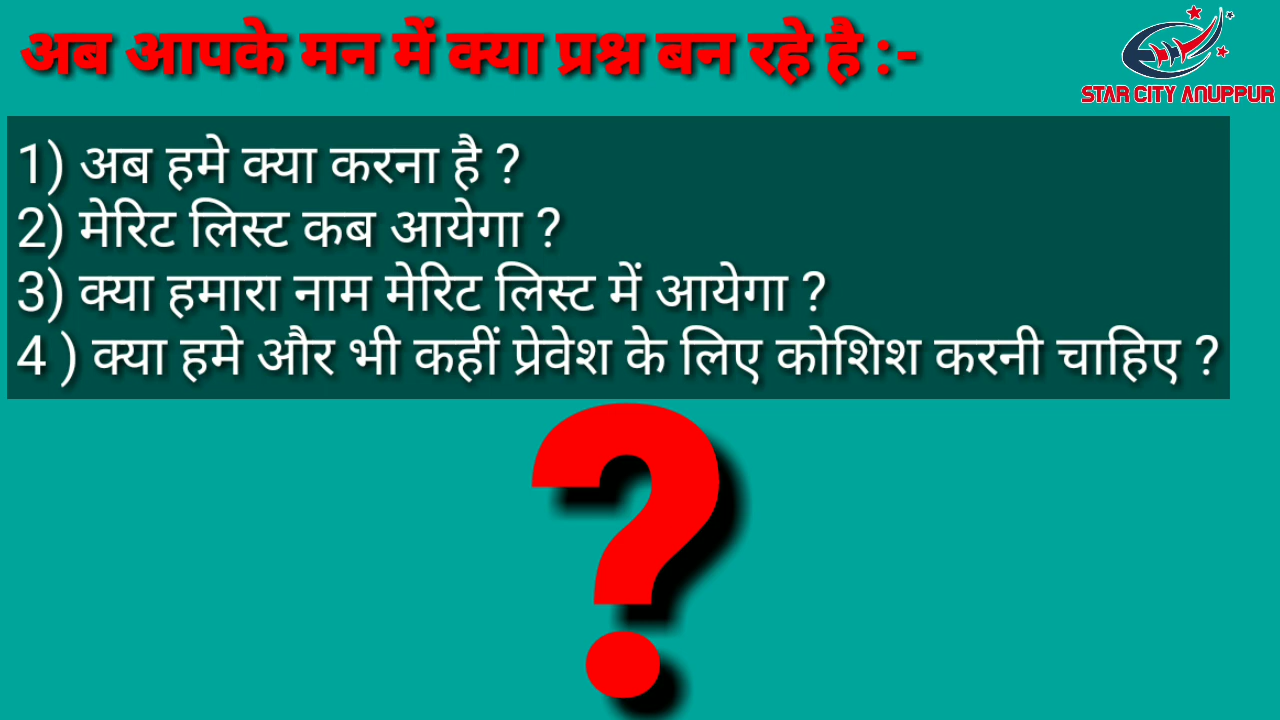 अब आपके मन में क्या प्रश्न बन रहे है :-
STAR CITY ANUPPUR
1) अब हमे क्या करना है ?
2) मेरिट लिस्ट कब आयेगा ?
3) क्या हमारा नाम मेरिट लिस्ट में आयेगा ?
4 ) क्या हमे और भी कहीं प्रेवेश के लिए कोशिश करनी चाहिए ?
?